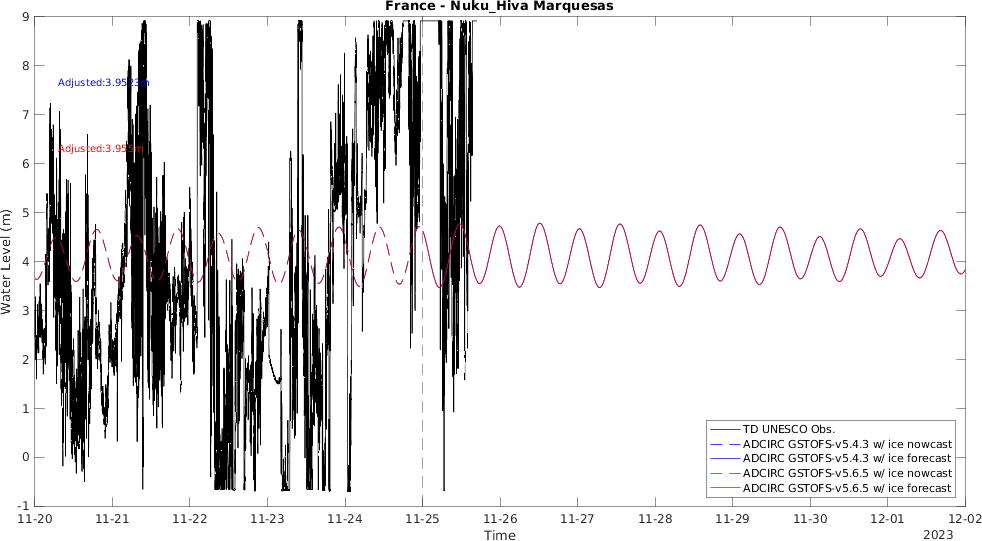 France - Nuku_Hiva Marquesas
9
8
7
6
5
4
3
2
1
0
-1
Water Level (m)
Adjusted:3.9523m
Adjusted:3.955m
TD UNESCO Obs.
ADCIRC GSTOFS-v5.4.3 w/ ice nowcast
ADCIRC GSTOFS-v5.4.3 w/ ice forecast
ADCIRC GSTOFS-v5.6.5 w/ ice nowcast
ADCIRC GSTOFS-v5.6.5 w/ ice forecast
11-20 11-21 11-22 11-23 11-24 11-25 11-26 11-27 11-28 11-29 11-30 12-01 12-02
Time
2023